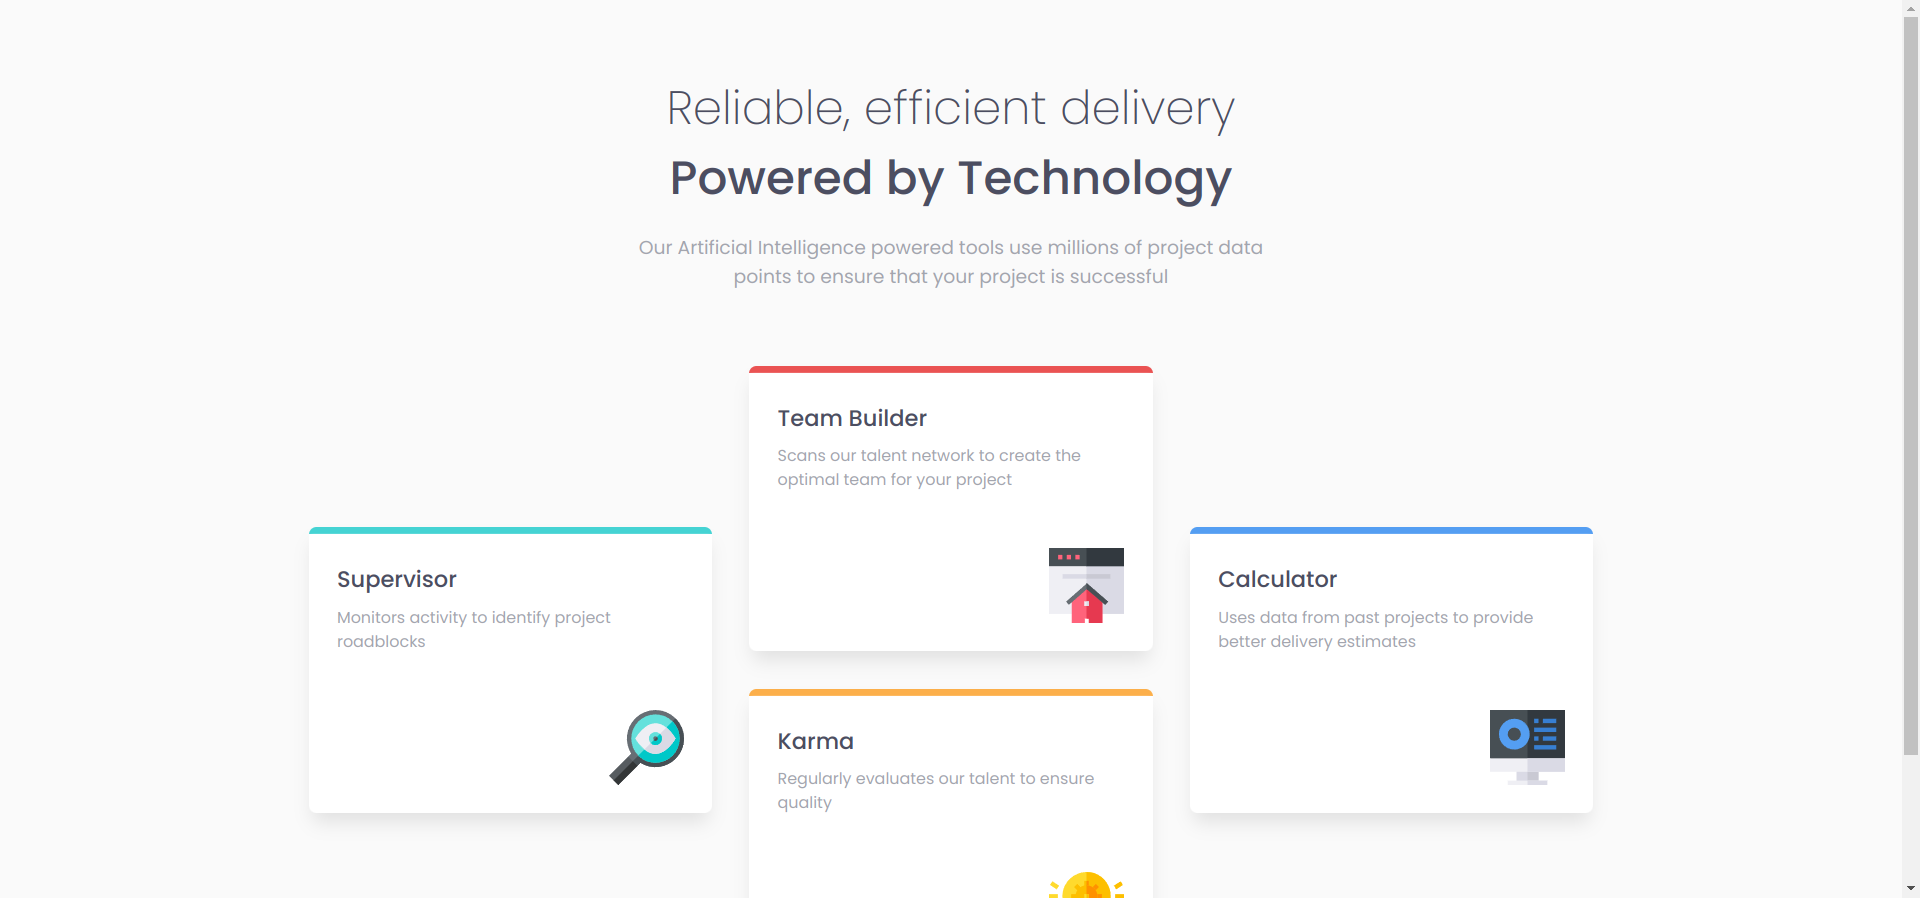 Reliable, efficient delivery
Powered by Technology
Our Artificial Intelligence powered tools use millions of project data
points to ensure that your project is successful
Team Builder
Scans our talent network to create the
optimal team for your project
Supervisor
Monitors activity to identify project
roadblocks
Calculator
Uses data from past projects to provide
better delivery estimates
Karma
Regularly evaluates our talent to ensure
quality